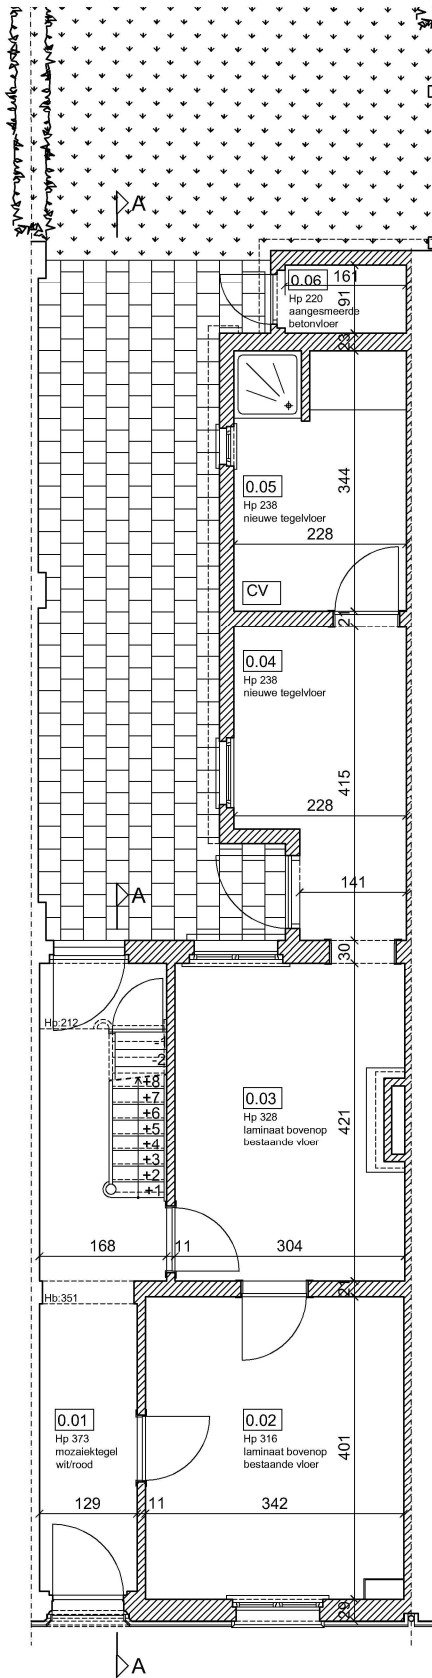 A
0.06
161
Hp 220
aangesmeerde
betonvloer
91
23
0.05
Hp 238
nieuwe tegelvloer
344
228
CV
21
0.04
Hp 238
nieuwe tegelvloer
415
228
A
141
30
Hb:212
-1
-2
+8
+7
+6
+5
+4
+3
+2
+1
0.03
Hp 328
laminaat bovenop
bestaande vloer
421
168
11
304
21
Hb:351
0.01
Hp 373
mozaiektegel
wit/rood
0.02
Hp 316
laminaat bovenop
bestaande vloer
401
129
11
342
29
A